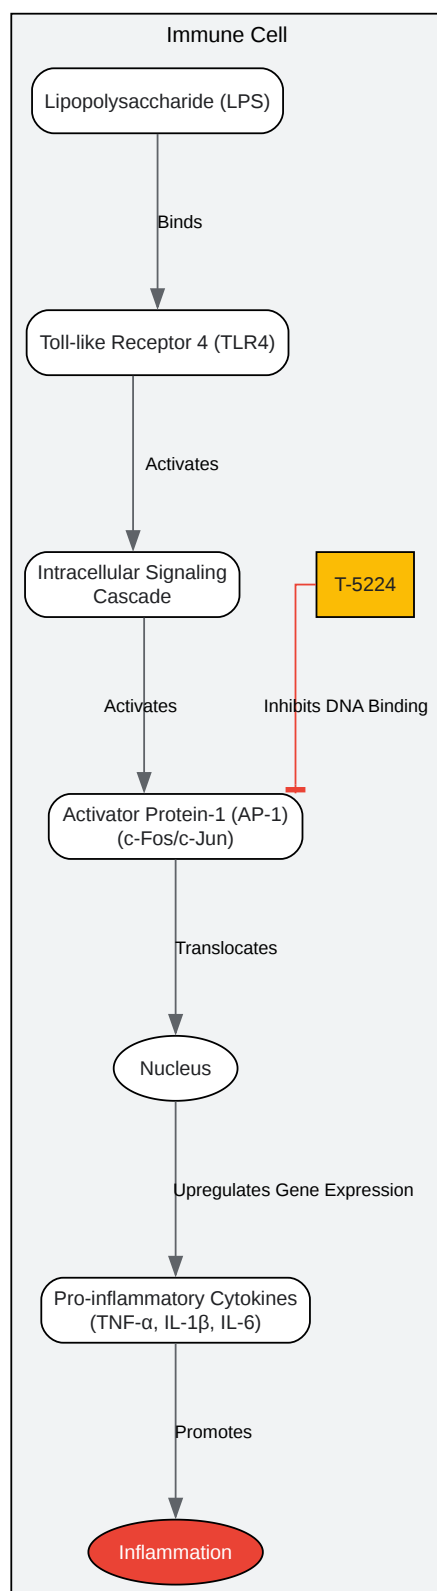 Immune Cell
Lipopolysaccharide (LPS)
Binds
Toll-like Receptor 4 (TLR4)
Activates
Intracellular Signaling
Cascade
T-5224
Activates
Inhibits DNA Binding
Activator Protein-1 (AP-1)
(c-Fos/c-Jun)
Translocates
Nucleus
Upregulates Gene Expression
Pro-inflammatory Cytokines
(TNF-α, IL-1β, IL-6)
Promotes
Inflammation